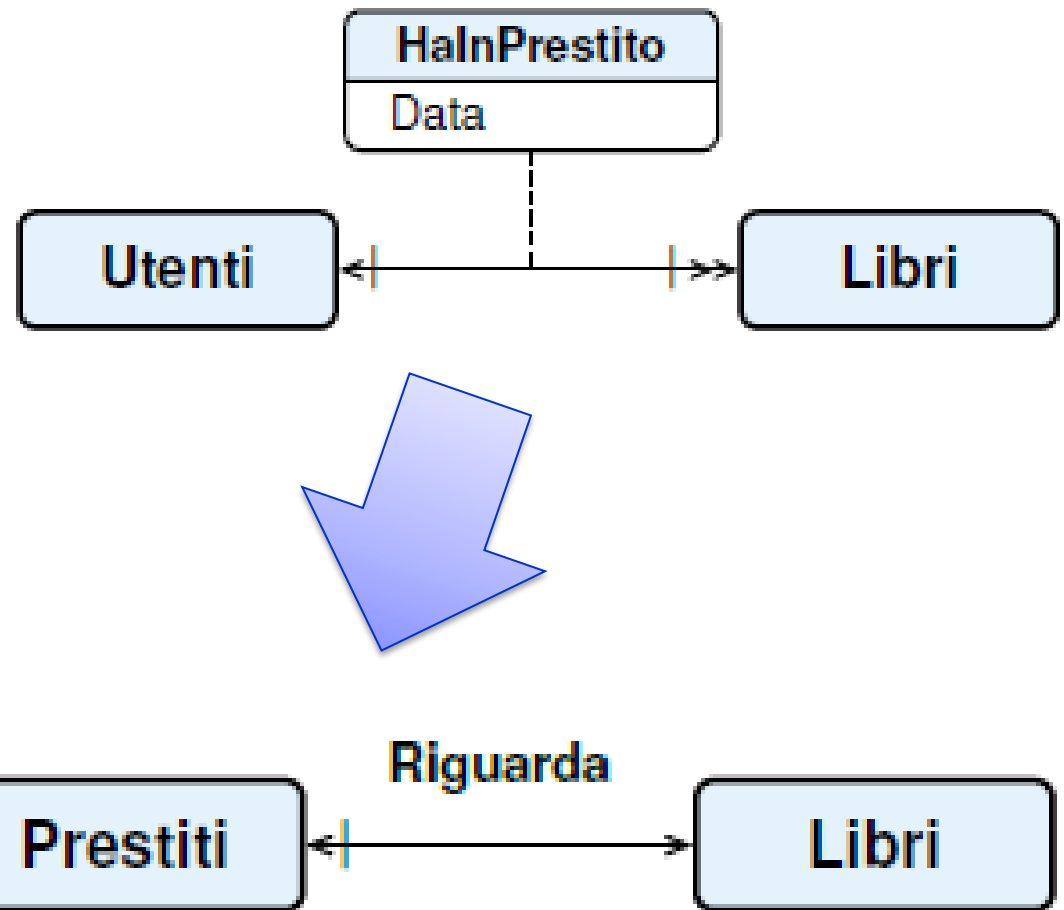 HaInPrestito
Data
Utenti
Libri
Riguarda
Prestiti
Libri